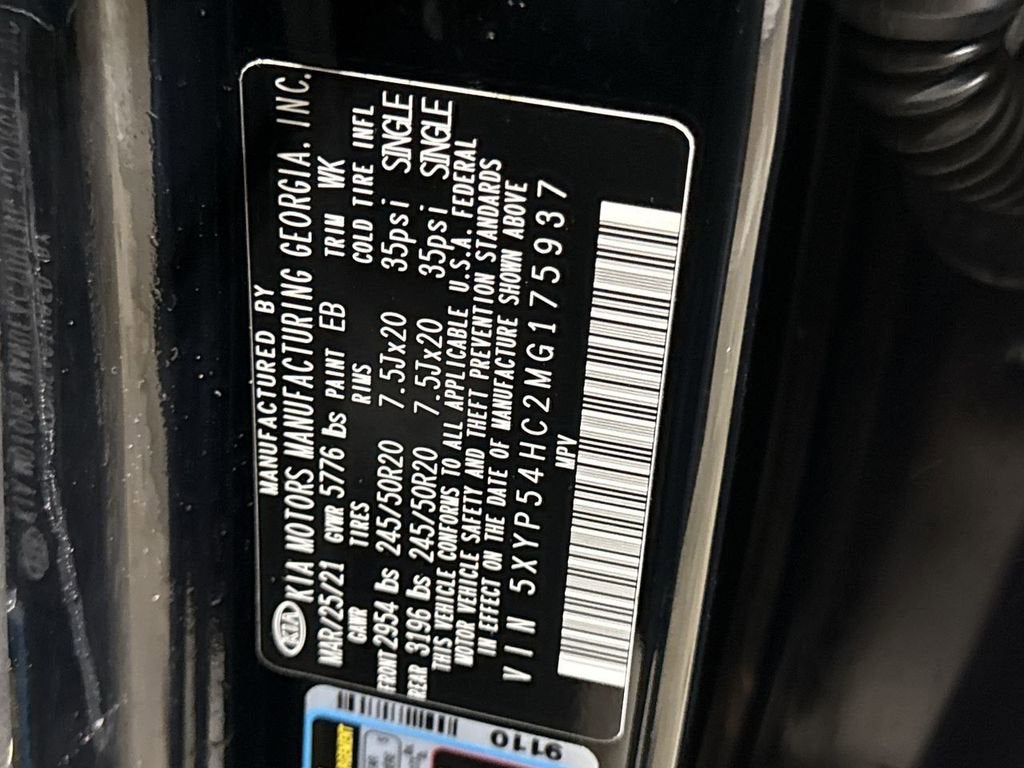 MANUFACTURED BY
KIA KIA MOTORS MANUFACTURING GEORGIA. INC.
MAR/25/21 GVWR 5776 lbs PAINT EB TRIM WK
GAWR TIRES RIMS COLD TIRE INFL
FRONT 2954 lbs 245/50R20 7.5Jx20 35psi SINGLE
REAR 3196 lbs 245/50R20 7.5Jx20 35psi SINGLE
THIS VEHICLE CONFORMS TO ALL APPLICABLE U.S.A. FEDERAL
MOTOR VEHICLE SAFETY AND THEFT PREVENTION STANDARDS
IN EFFECT ON THE DATE OF MANUFACTURE SHOWN ABOVE
VIN 5XYP54HC2MG175937
MPV
9110